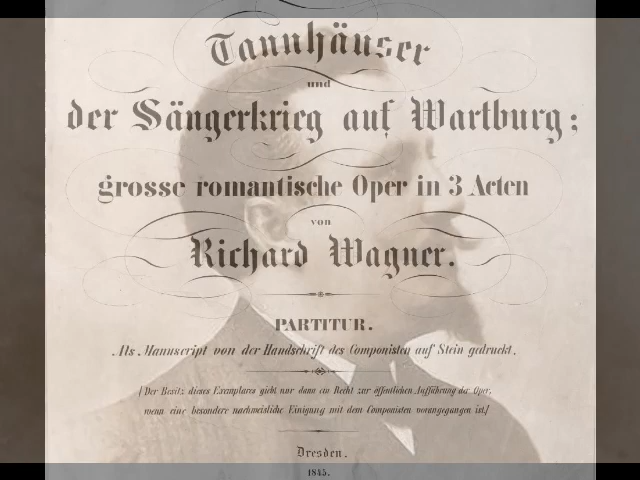 Tannhäuser
und
der Sängerkrieg auf Wartburg;
grosse romantische Oper in 3 Acten
von
Richard Wagner.
PARTITUR.
Als Manuscript von der Handschrift des Componisten auf Stein gedruckt.
(Der Besitz dieses Exemplares giebt nur dann ein Recht zur öffentlichen Aufführung der Oper,
wenn eine besondere nachweisliche Einigung mit dem Componisten vorangegangen ist.)
Dresden.
1845.